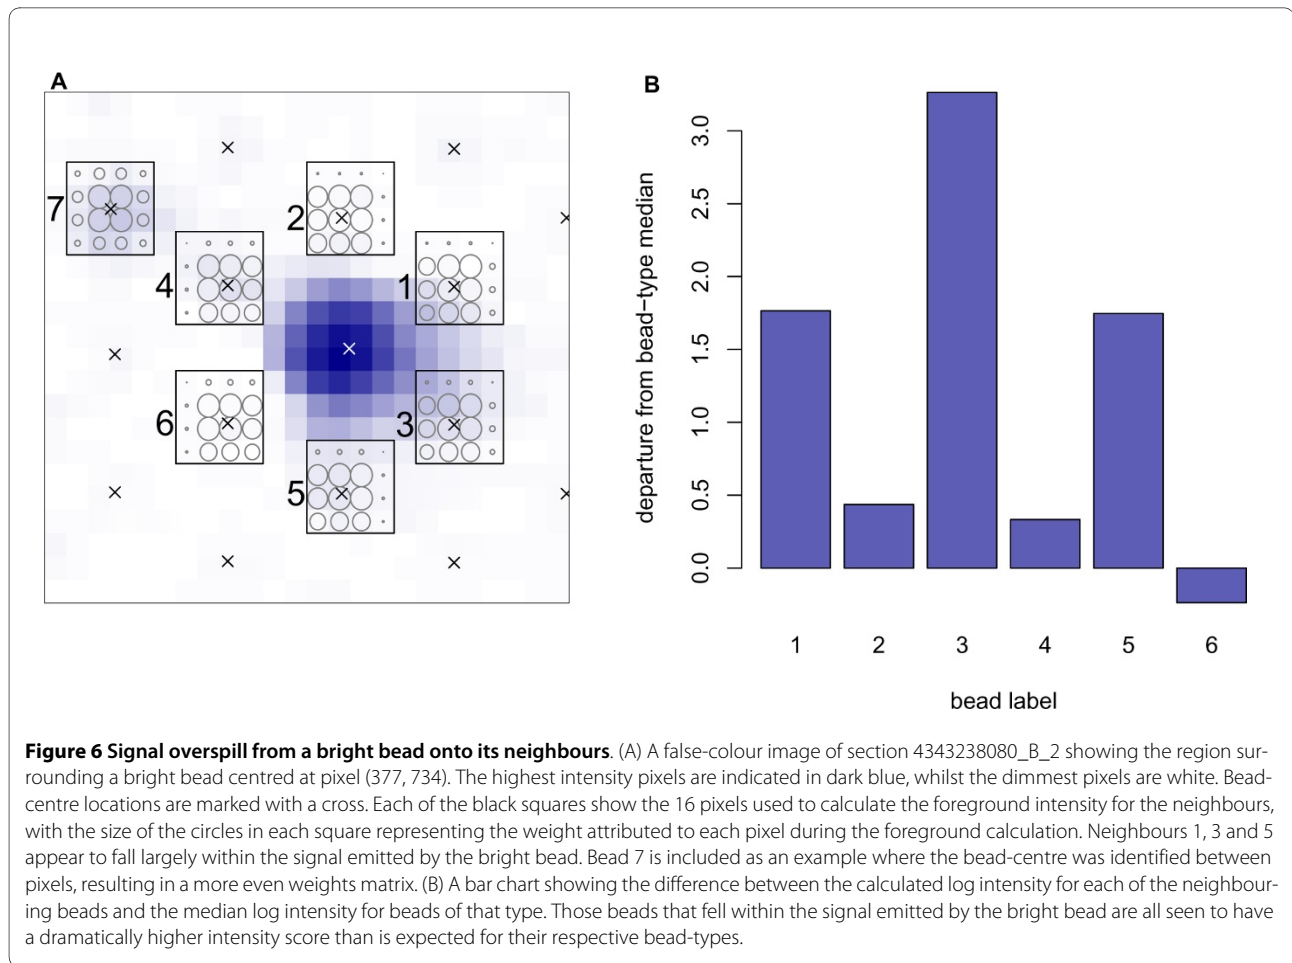 A
7
2
4
1
6
3
5
B
departure from bead-type median
3.0
2.5
2.0
1.5
1.0
0.5
0.0
1 2 3 4 5 6
bead label
Figure 6 Signal overspill from a bright bead onto its neighbours. (A) A false-colour image of section 4343238080_B_2 showing the region sur-
rounding a bright bead centred at pixel (377, 734). The highest intensity pixels are indicated in dark blue, whilst the dimmest pixels are white. Bead-
centre locations are marked with a cross. Each of the black squares show the 16 pixels used to calculate the foreground intensity for the neighbours,
with the size of the circles in each square representing the weight attributed to each pixel during the foreground calculation. Neighbours 1, 3 and 5
appear to fall largely within the signal emitted by the bright bead. Bead 7 is included as an example where the bead-centre was identified between
pixels, resulting in a more even weights matrix. (B) A bar chart showing the difference between the calculated log intensity for each of the neighbour-
ing beads and the median log intensity for beads of that type. Those beads that fell within the signal emitted by the bright bead are all seen to have
a dramatically higher intensity score than is expected for their respective bead-types.